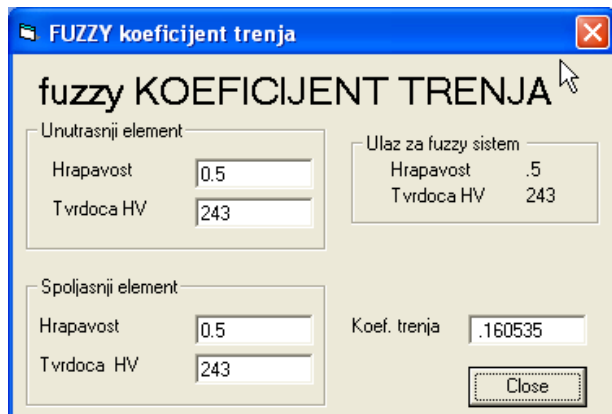 FUZZY koeficijent trenja
fuzzy KOEFICIJENT TRENJA
Unutrasnji element
Hrapavost 0.5
Tvrdoca HV 243
Ulaz za fuzzy sistem
Hrapavost .5
Tvrdoca HV 243
Spoljasnji element
Hrapavost 0.5
Tvrdoca HV 243
Koef. trenja .160535
Close